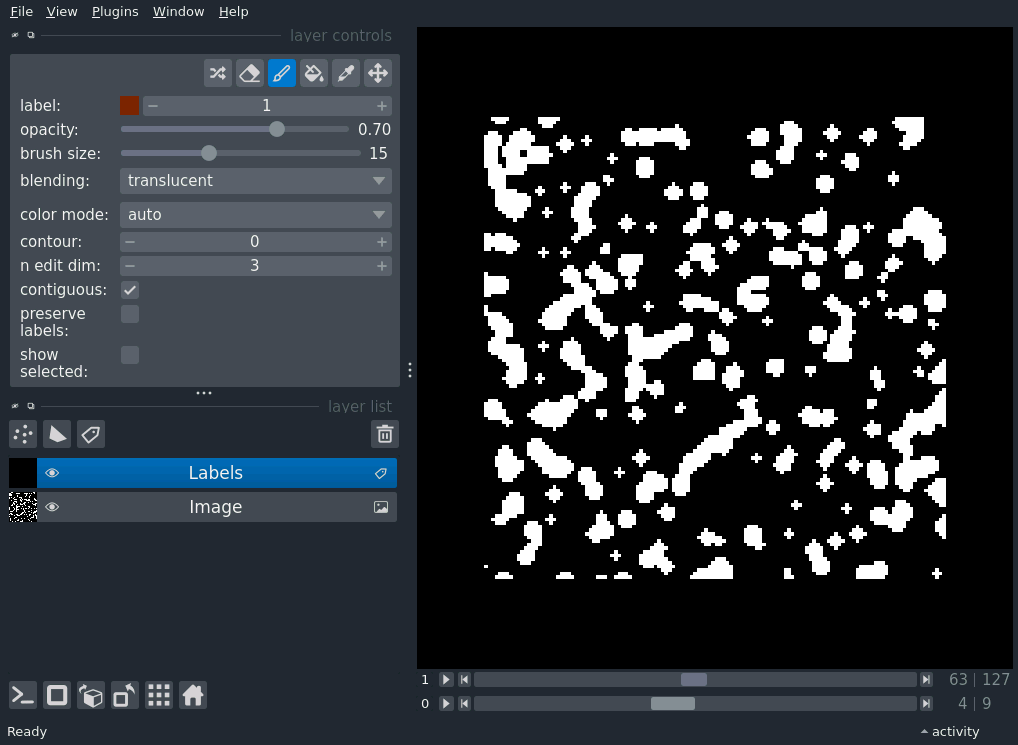 File View Plugins Window Help
layer controls
label: 1
opacity: 0.70
brush size: 15
blending: translucent
color mode: auto
contour: 0
n edit dim: 3
contiguous:
preserve
labels:
show
selected:
layer list
Labels
Image
1 63 | 127
0 4 | 9
Ready activity